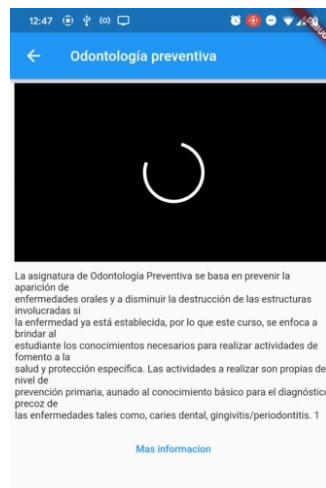 12:47
Odontología preventiva
La asignatura de Odontología Preventiva se basa en prevenir la
aparición de
enfermedades orales y a disminuir la destrucción de las estructuras
involucradas si
la enfermedad ya está establecida, por lo que este curso, se enfoca a
brindar al
estudiante los conocimientos necesarios para realizar actividades de
fomento a la
salud y protección específica. Las actividades a realizar son propias del
nivel de
prevención primaria, aunado al conocimiento básico para el diagnóstico
precoz de
las enfermedades tales como, caries dental, gingivitis/periodontitis. 1
Mas informacion